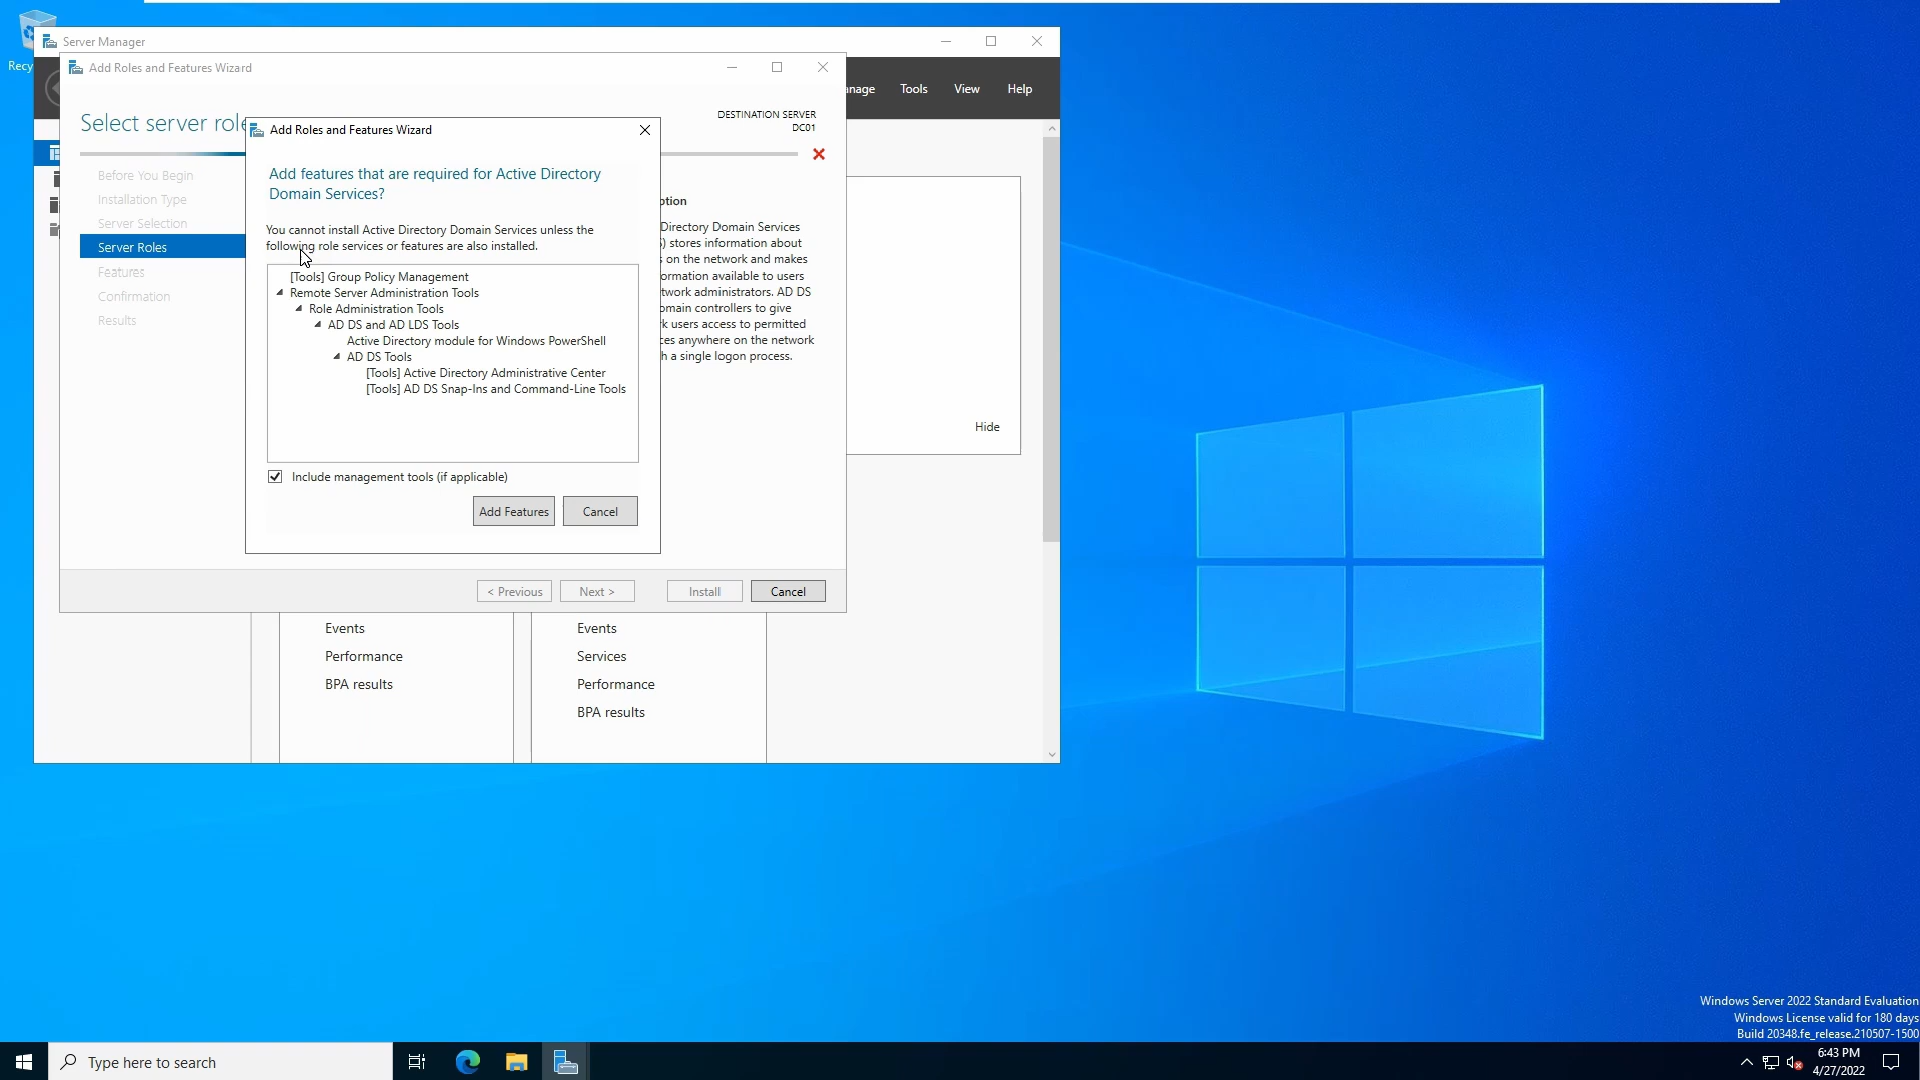 Recy
Server Manager
Add Roles and Features Wizard
Tools
View
Help
Select server role
DESTINATION SERVER
DC01
Before You Begin
Installation Type
Server Selection
Server Roles
Features
Confirmation
Results
Add Roles and Features Wizard
Add features that are required for Active Directory
Domain Services?
You cannot install Active Directory Domain Services unless the
following role services or features are also installed.
[Tools] Group Policy Management
Remote Server Administration Tools
Role Administration Tools
AD DS and AD LDS Tools
Active Directory module for Windows PowerShell
AD DS Tools
[Tools] Active Directory Administrative Center
[Tools] AD DS Snap-Ins and Command-Line Tools
Include management tools (if applicable)
Add Features
Cancel
ption
Directory Domain Services
) stores information about
on the network and makes
ormation available to users
twork administrators. AD DS
omain controllers to give
k users access to permitted
ces anywhere on the network
h a single logon process.
Hide
< Previous
Next >
Install
Cancel
Events
Performance
BPA results
Events
Services
Performance
BPA results
Windows Server 2022 Standard Evaluation
Windows License valid for 180 days
Build 20348.fe_release.210507-1500
Type here to search
6:43 PM
4/27/2022